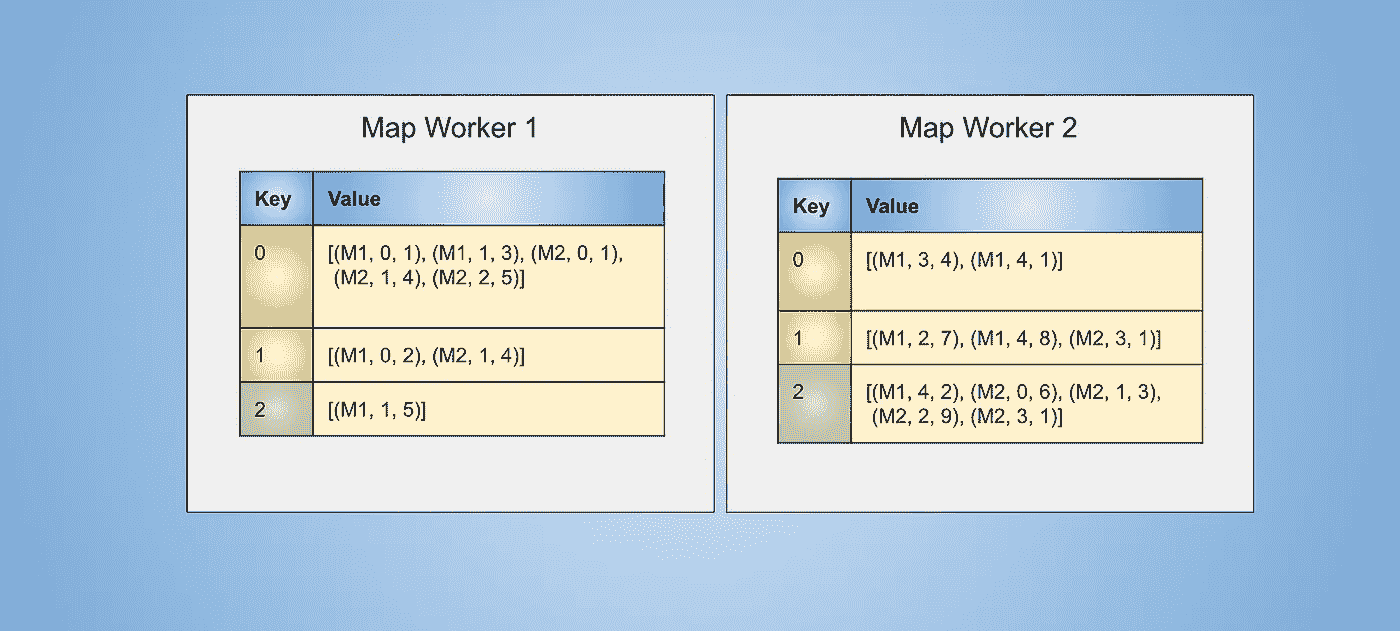 Map Worker 1
Key Value
0 [(M1, 0, 1), (M1, 1, 3), (M2, 0, 1),
(M2, 1, 4), (M2, 2, 5)]
1 [(M1, 0, 2), (M2, 1, 4)]
2 [(M1, 1, 5)]
Map Worker 2
Key Value
0 [(M1, 3, 4), (M1, 4, 1)]
1 [(M1, 2, 7), (M1, 4, 8), (M2, 3, 1)]
2 [(M1, 4, 2), (M2, 0, 6), (M2, 1, 3),
(M2, 2, 9), (M2, 3, 1)]